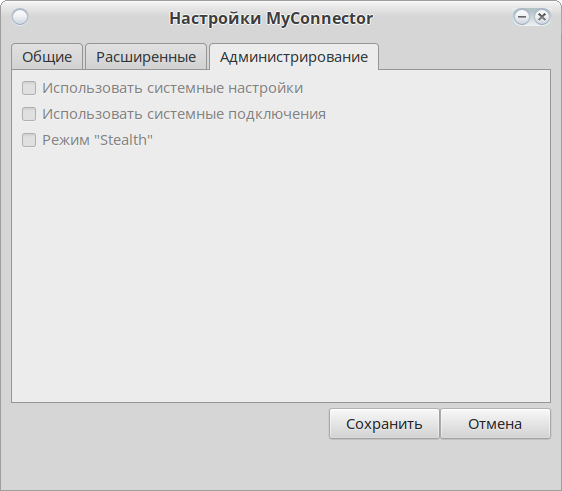 Настройки MyConnector
Общие Расширенные Администрирование
Использовать системные настройки
Использовать системные подключения
Режим "Stealth"
Сохранить Отмена